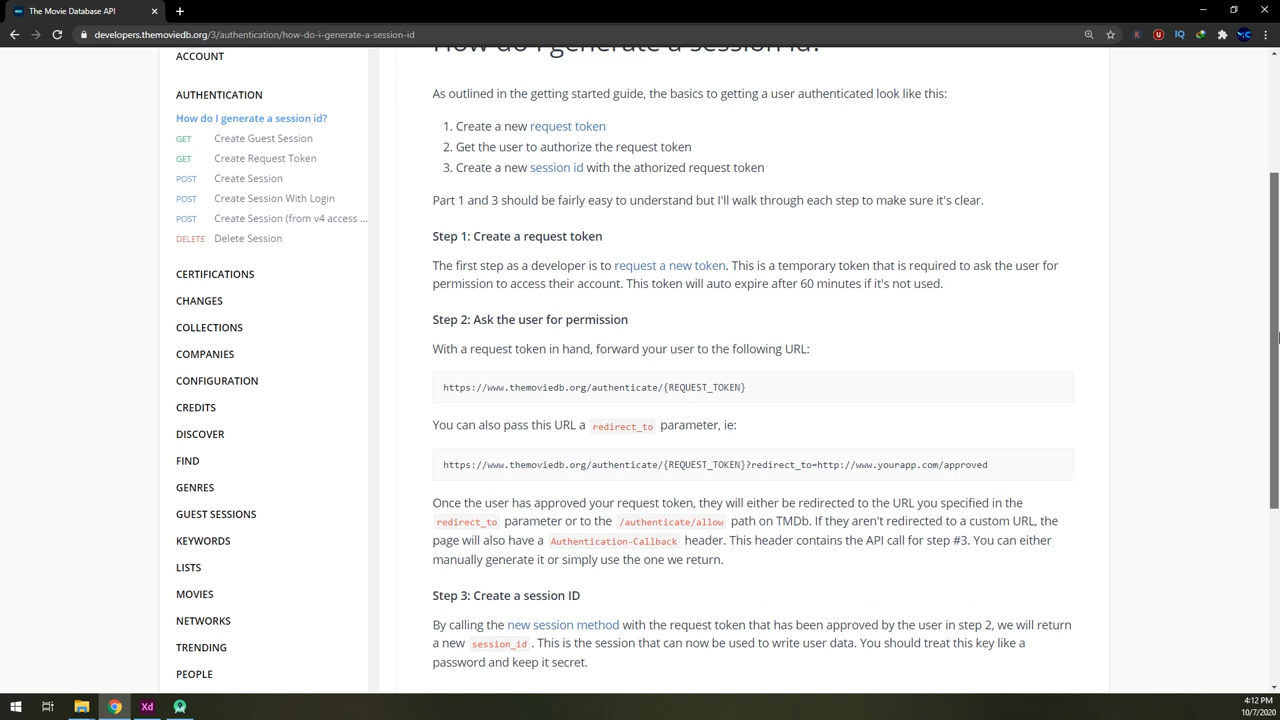 The Movie Database API
developers.themoviedb.org/3/authentication/how-do-i-generate-a-session-id
ACCOUNT
AUTHENTICATION
How do I generate a session id?
GET Create Guest Session
GET Create Request Token
POST Create Session
POST Create Session With Login
POST Create Session (from v4 access ...
DELETE Delete Session
CERTIFICATIONS
CHANGES
COLLECTIONS
COMPANIES
CONFIGURATION
CREDITS
DISCOVER
FIND
GENRES
GUEST SESSIONS
KEYWORDS
LISTS
MOVIES
NETWORKS
TRENDING
PEOPLE
How do I generate a session id?
As outlined in the getting started guide, the basics to getting a user authenticated look like this:
1. Create a new request token
2. Get the user to authorize the request token
3. Create a new session id with the athorized request token
Part 1 and 3 should be fairly easy to understand but I'll walk through each step to make sure it's clear.
Step 1: Create a request token
The first step as a developer is to request a new token. This is a temporary token that is required to ask the user for
permission to access their account. This token will auto expire after 60 minutes if it's not used.
Step 2: Ask the user for permission
With a request token in hand, forward your user to the following URL:
https://www.themoviedb.org/authenticate/{REQUEST_TOKEN}
You can also pass this URL a redirect_to parameter, ie:
https://www.themoviedb.org/authenticate/{REQUEST_TOKEN}?redirect_to=http://www.yourapp.com/approved
Once the user has approved your request token, they will either be redirected to the URL you specified in the
redirect_to parameter or to the /authenticate/allow path on TMDb. If they aren't redirected to a custom URL, the
page will also have a Authentication-Callback header. This header contains the API call for step #3. You can either
manually generate it or simply use the one we return.
Step 3: Create a session ID
By calling the new session method with the request token that has been approved by the user in step 2, we will return
a new session_id . This is the session that can now be used to write user data. You should treat this key like a
password and keep it secret.
Xd
4:12 PM
10/7/2020